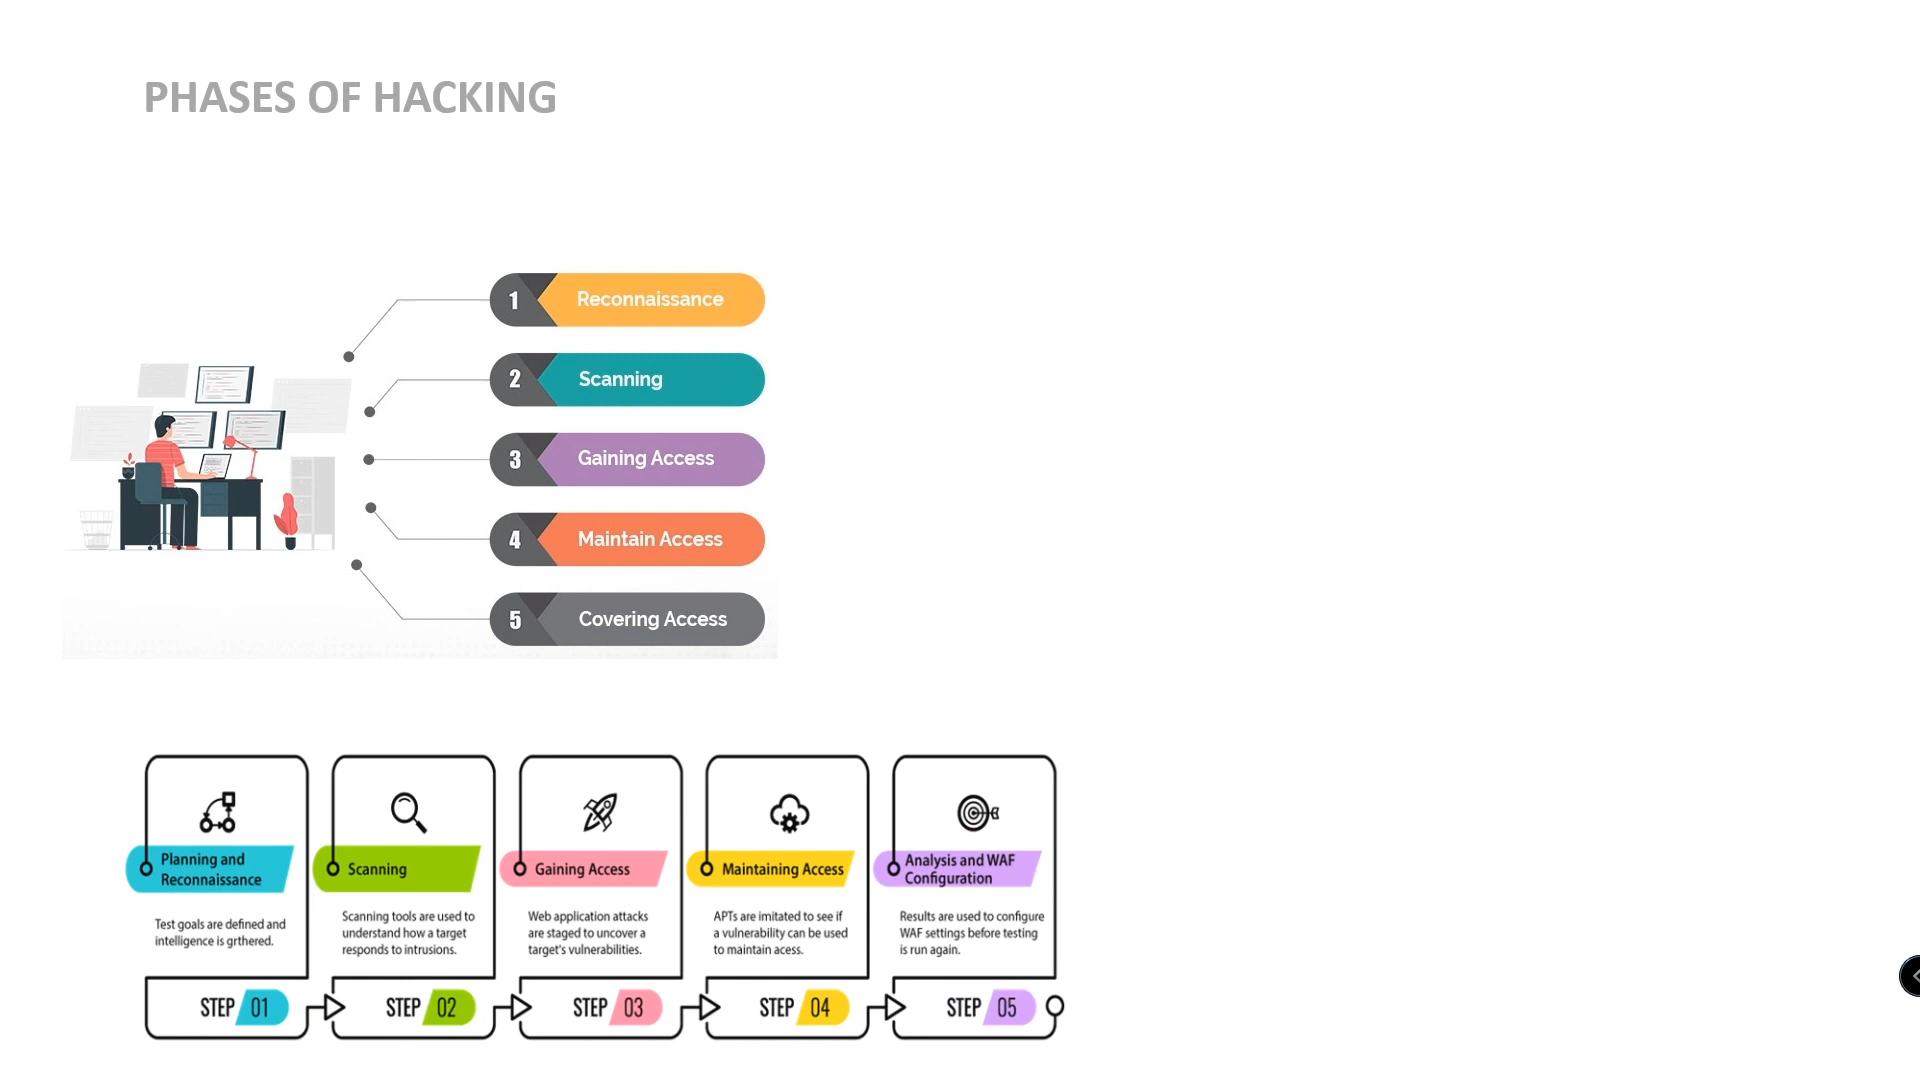 PHASES OF HACKING
1 Reconnaissance
2 Scanning
3 Gaining Access
4 Maintain Access
5 Covering Access
Planning and
Reconnaissance
Test goals are defined and
intelligence is grthered.
STEP 01
Scanning
Scanning tools are used to
understand how a target
responds to intrusions.
STEP 02
Gaining Access
Web application attacks
are staged to uncover a
target's vulnerabilities.
STEP 03
Maintaining Access
APTs are imitated to see if
a vulnerability can be used
to maintain acess.
STEP 04
Analysis and WAF
Configuration
Results are used to configure
WAF settings before testing
is run again.
STEP 05